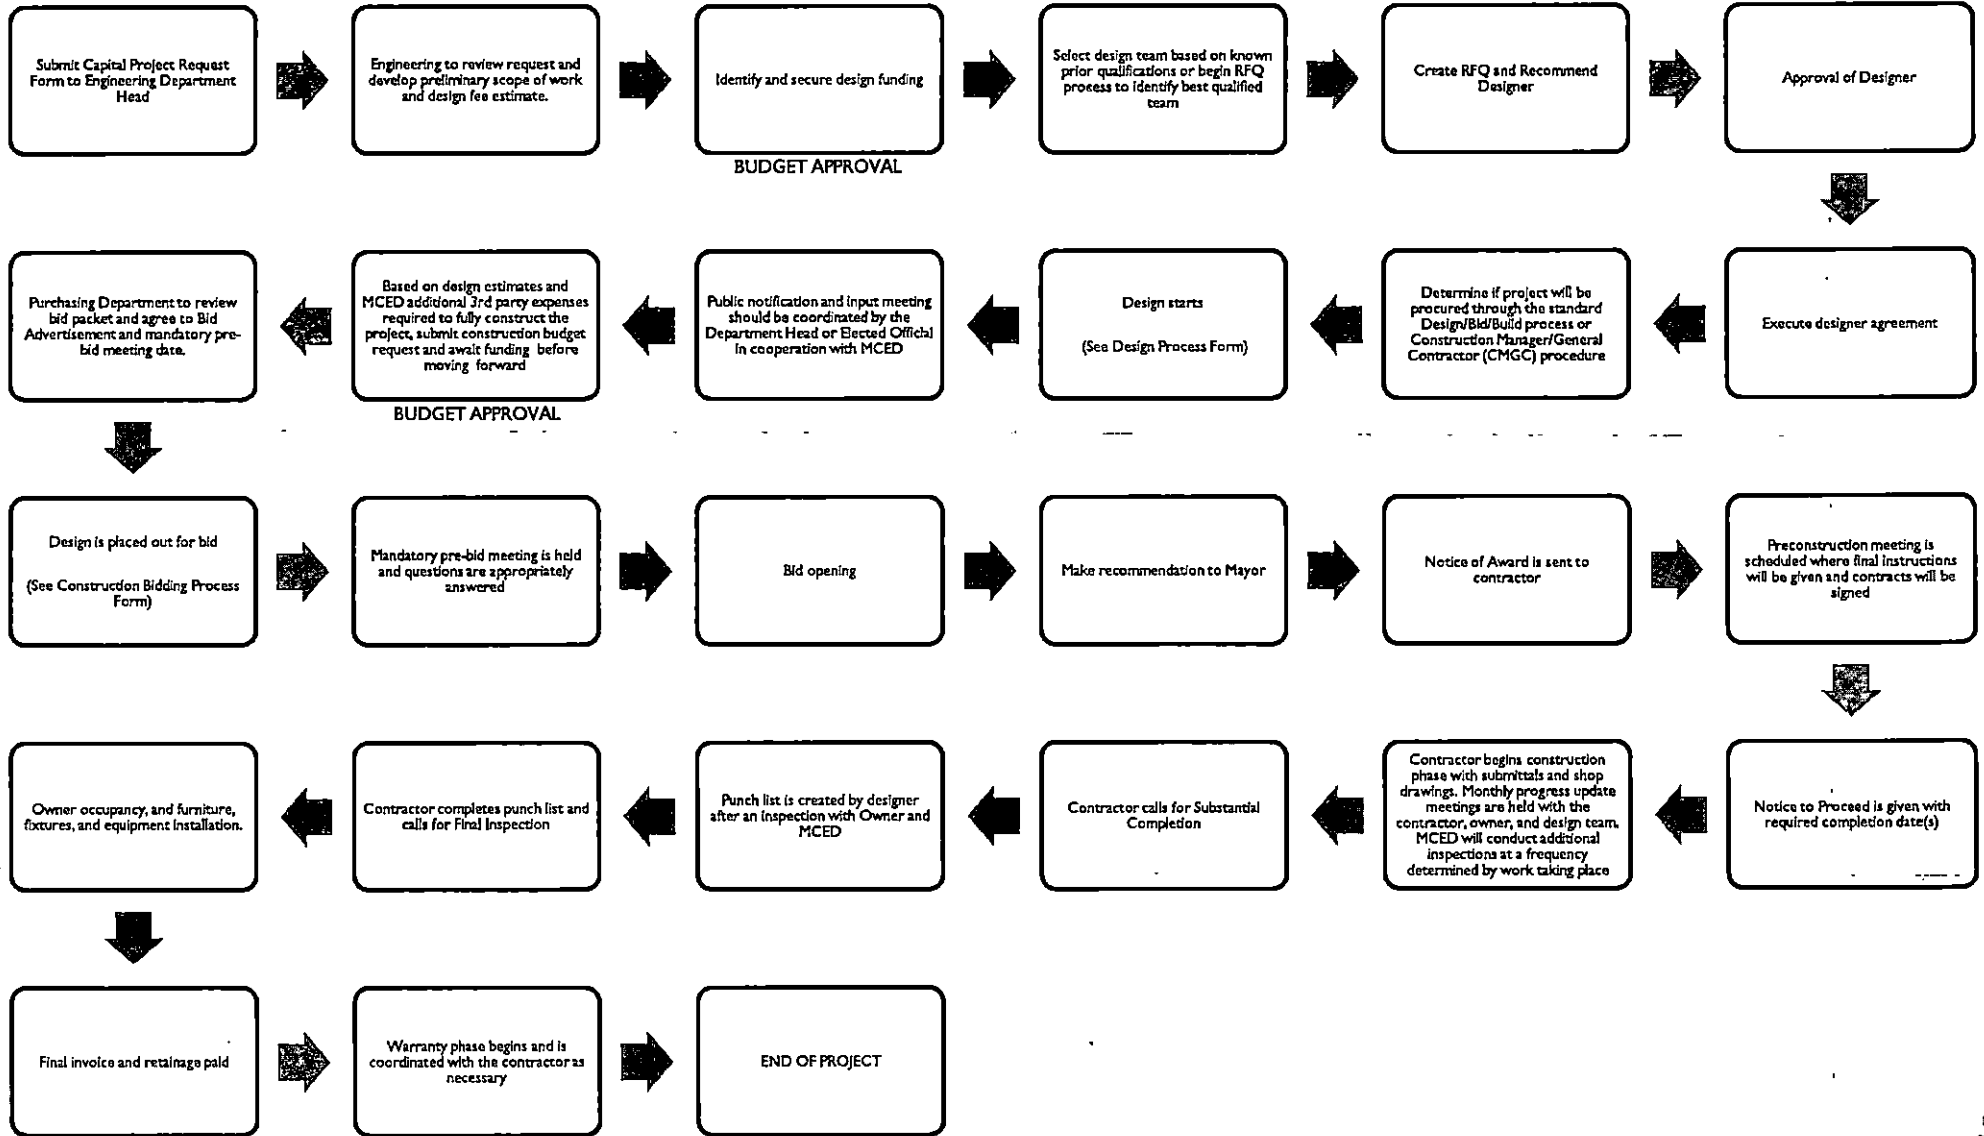 Submit Capital Project Request
Form to Engineering Department
Head
Engineering to review request and
develop preliminary scope of work
and design fee estimate.
Identify and secure design funding
BUDGET APPROVAL
Select design team based on known
prior qualifications or begin RFQ
process to identify best qualified
team
Create RFQ and Recommend
Designer
Approval of Designer
Execute designer agreement
Determine if project will be
procured through the standard
Design/Bid/Build process or
Construction Manager/General
Contractor (CMGC) procedure
Design starts
(See Design Process Form)
Public notification and input meeting
should be coordinated by the
Department Head or Elected Official
in cooperation with MCED
Based on design estimates and
MCED additional 3rd party expenses
required to fully construct the
project, submit construction budget
request and await funding before
moving forward
BUDGET APPROVAL
Purchasing Department to review
bid packet and agree to Bid
Advertisement and mandatory pre-
bid meeting date.
Design is placed out for bid
(See Construction Bidding Process
Form)
Mandatory pre-bid meeting is held
and questions are appropriately
answered
Bid opening
Make recommendation to Mayor
Notice of Award is sent to
contractor
Preconstruction meeting is
scheduled where final instructions
will be given and contracts will be
signed
Notice to Proceed is given with
required completion date(s)
Contractor begins construction
phase with submittals and shop
drawings. Monthly progress update
meetings are held with the
contractor, owner, and design team.
MCED will conduct additional
inspections at a frequency
determined by work taking place
Contractor calls for Substantial
Completion
Punch list is created by designer
after an inspection with Owner and
MCED
Contractor completes punch list and
calls for Final Inspection
Owner occupancy, and furniture,
fixtures, and equipment installation.
Final invoice and retainage paid
Warranty phase begins and is
coordinated with the contractor as
necessary
END OF PROJECT